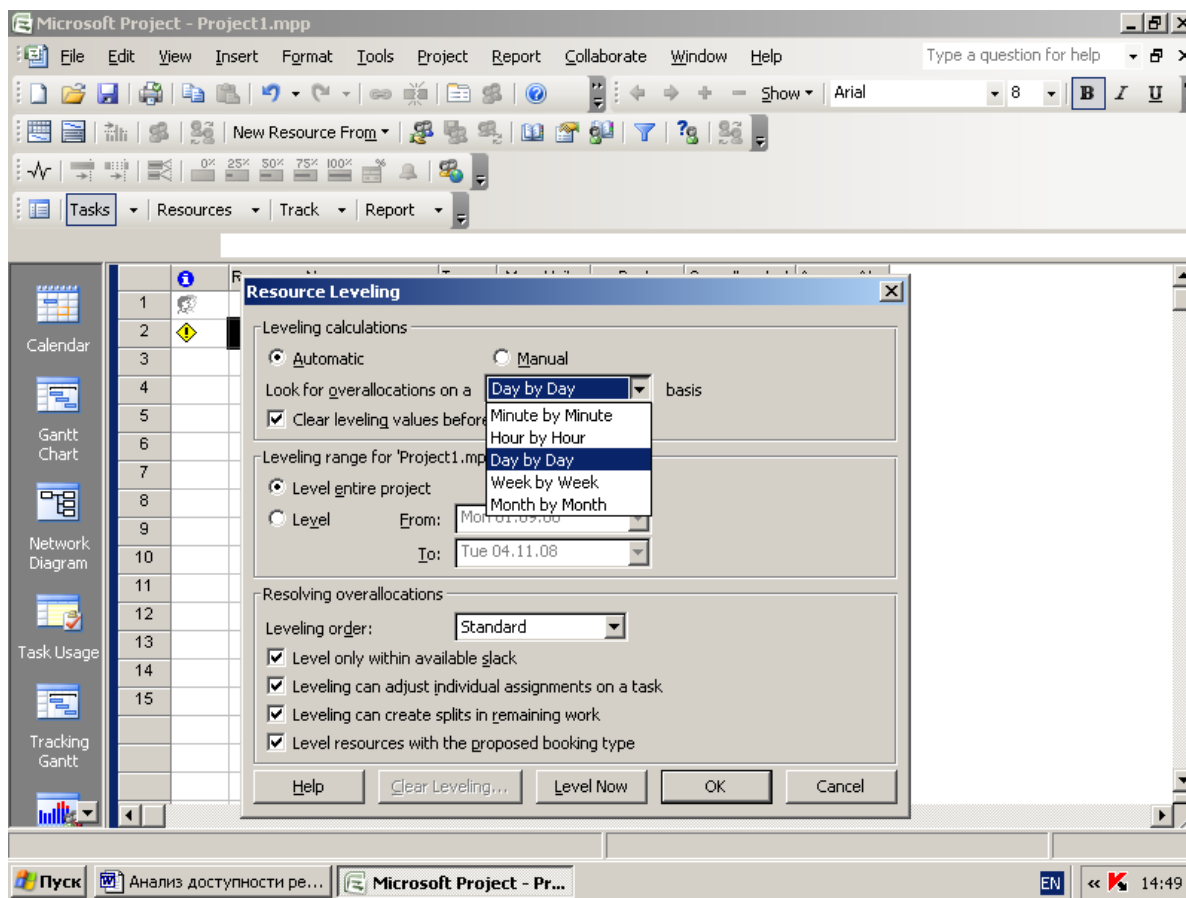 Microsoft Project - Project1.mpp
File Edit View Insert Format Tools Project Report Collaborate Window Help Type a question for help
Show Arial 8 B I U
New Resource From
0% 25% 50% 75% 100%
Tasks Resources Track Report
Calendar
Gantt Chart
Network Diagram
Task Usage
Tracking Gantt
1
2
3
4
5
6
7
8
9
10
11
12
13
14
15
Resource Leveling
Leveling calculations
Automatic Manual
Look for overallocations on a Day by Day basis
Clear leveling values before
Minute by Minute
Hour by Hour
Day by Day
Week by Week
Month by Month
Leveling range for 'Project1.mp
Level entire project
Level From: Mon
To: Tue 04.11.08
Resolving overallocations
Leveling order: Standard
Level only within available slack
Leveling can adjust individual assignments on a task
Leveling can create splits in remaining work
Level resources with the proposed booking type
Help Clear Leveling... Level Now OK Cancel
Пуск Анализ доступности ре... Microsoft Project - Pr... EN « 14:49